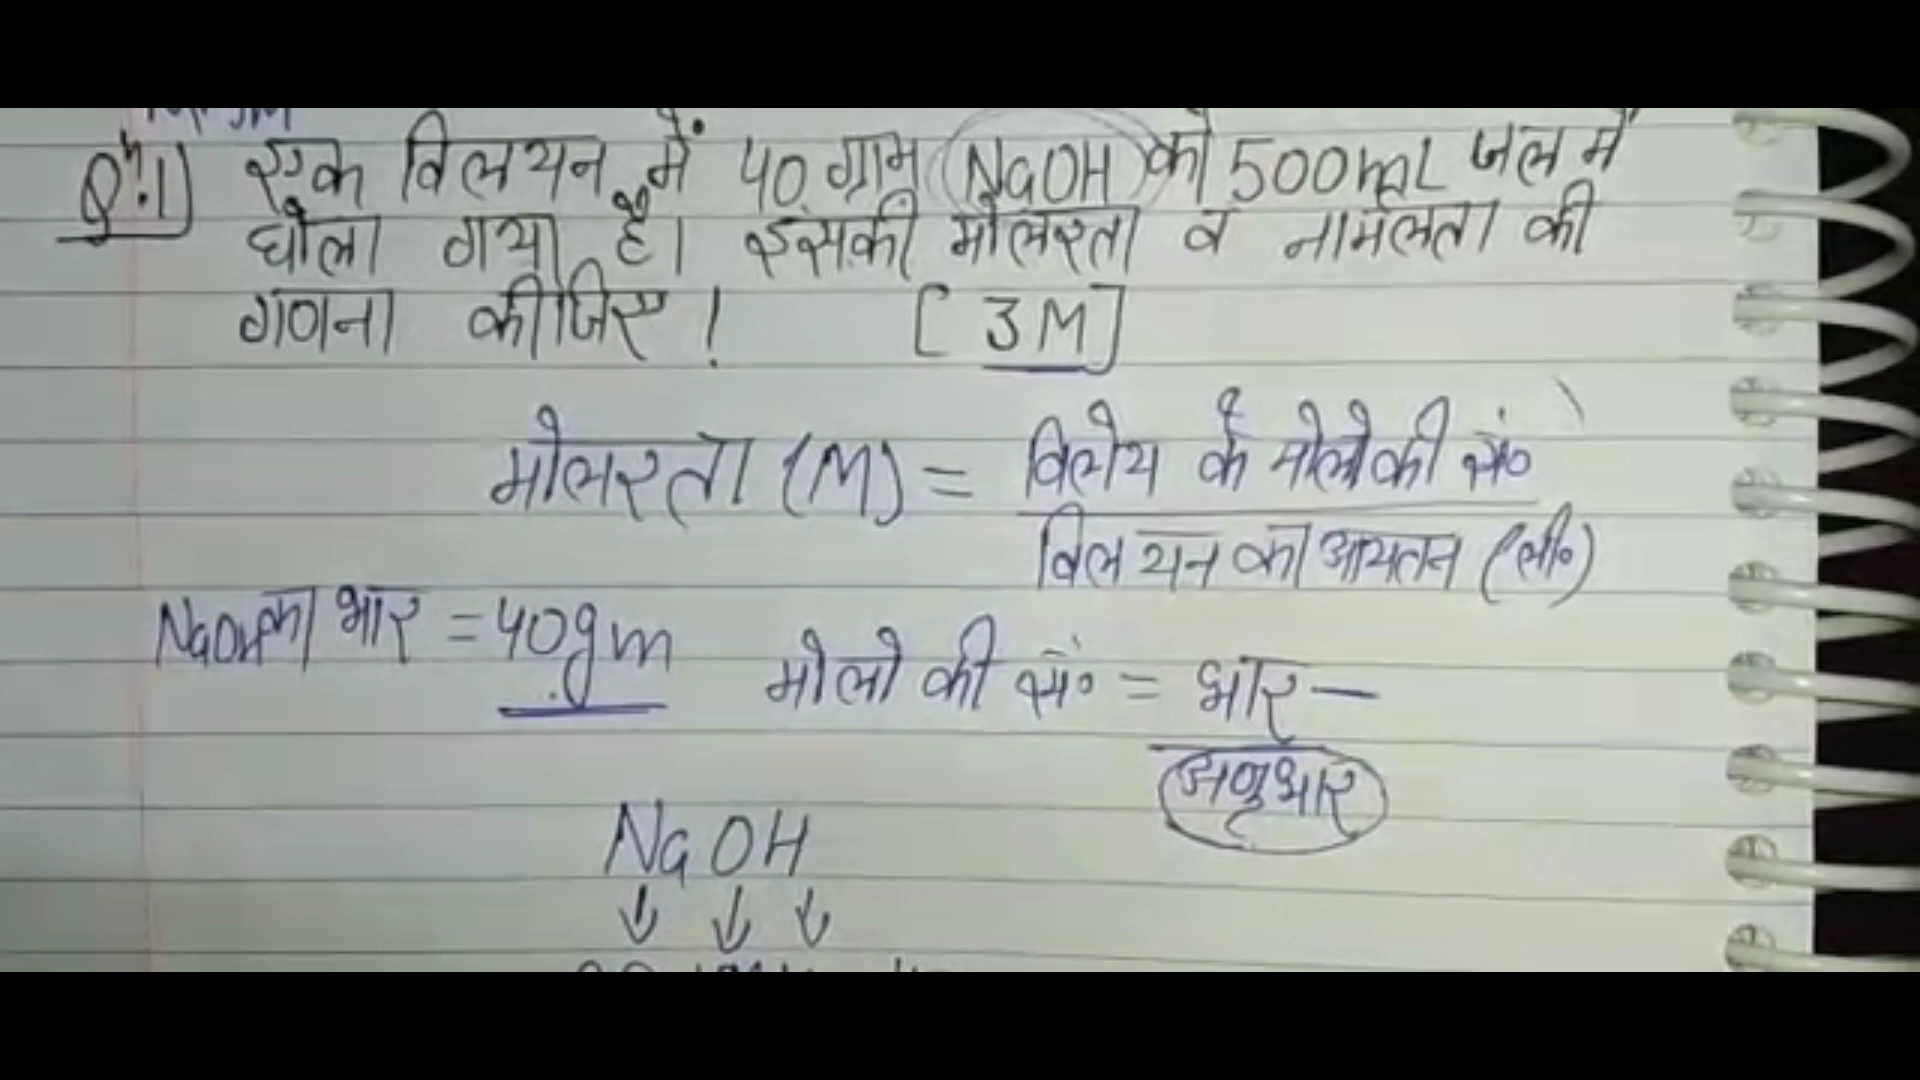 Qn.1) एक विलयन में 40 ग्राम NaOH को 500mL जल में
घोला गया है। इसकी मोलरता व नार्मलता की
गणना कीजिए! [3M]
मोलरता (M) = विलेय के मोलो की सं०
विलयन का आयतन (ली०)
NaOH का भार = 40gm मोलो की सं० = भार
अणुभार
NaOH
↓ ↓ ↓